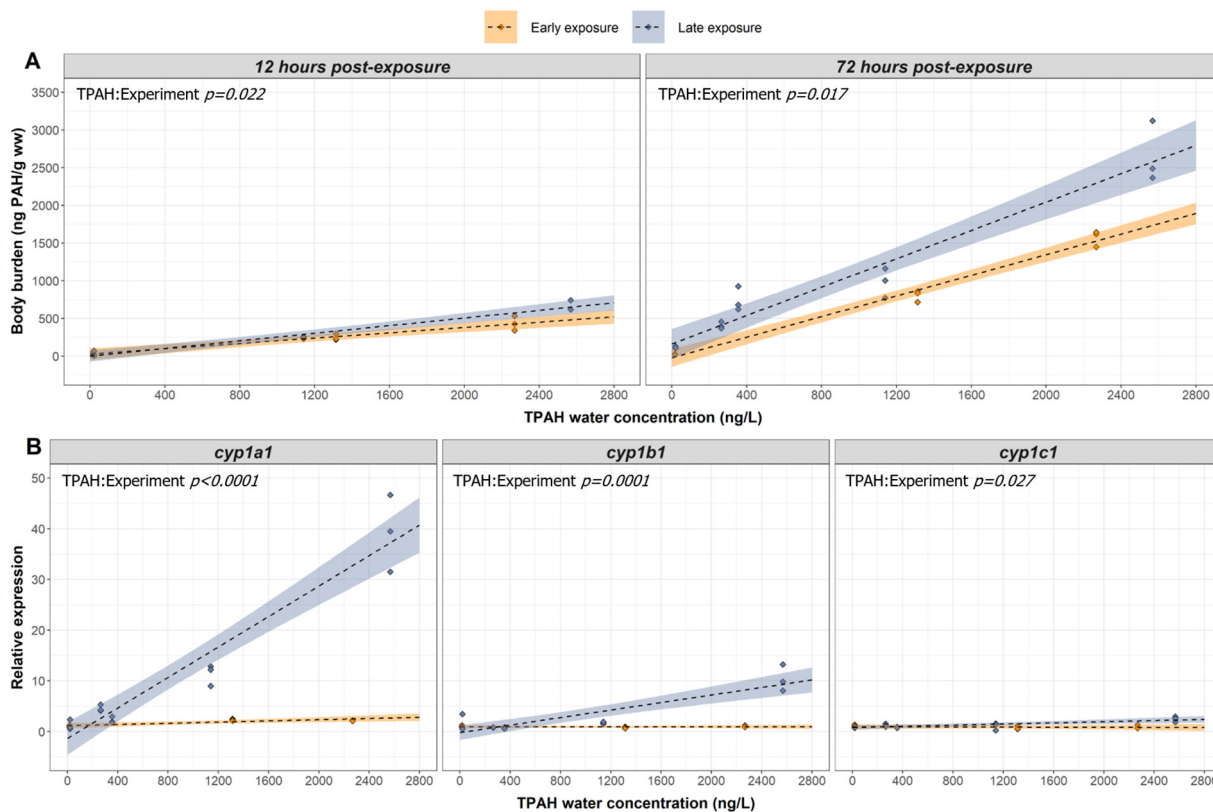 Early exposure Late exposure
A
12 hours post-exposure 72 hours post-exposure
TPAH:Experiment p=0.022 TPAH:Experiment p=0.017
3500
3000
2500
2000
1500
1000
500
0
Body burden (ng PAH/g ww)
0 400 800 1200 1600 2000 2400 2800 0 400 800 1200 1600 2000 2400 2800
TPAH water concentration (ng/L)
B
cyp1a1 cyp1b1 cyp1c1
TPAH:Experiment p<0.0001 TPAH:Experiment p=0.0001 TPAH:Experiment p=0.027
50
40
30
20
10
0
Relative expression
0 400 800 1200 1600 2000 2400 2800 0 400 800 1200 1600 2000 2400 2800 0 400 800 1200 1600 2000 2400 2800
TPAH water concentration (ng/L)